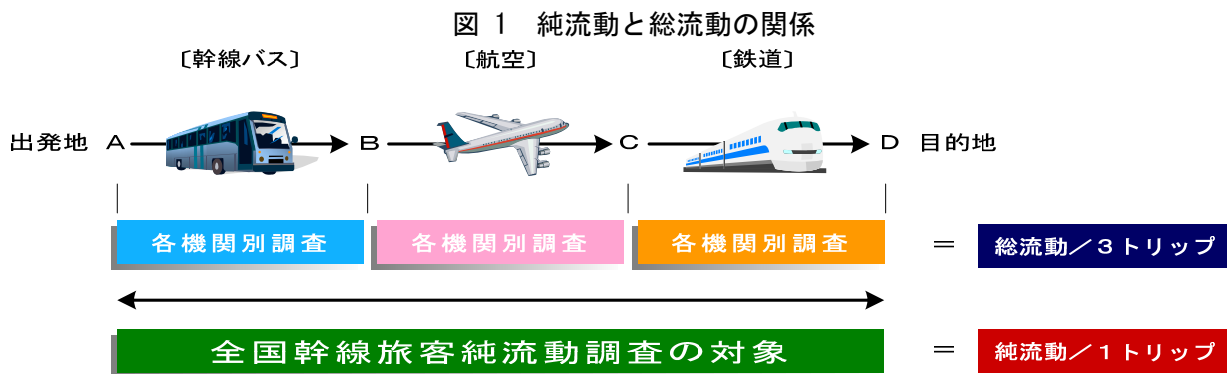 図 1 純流動と総流動の関係
〔幹線バス〕 〔航空〕 〔鉄道〕
出発地 A B C D 目的地
各機関別調査 各機関別調査 各機関別調査 = 総流動/3トリップ
全国幹線旅客純流動調査の対象 = 純流動/1トリップ